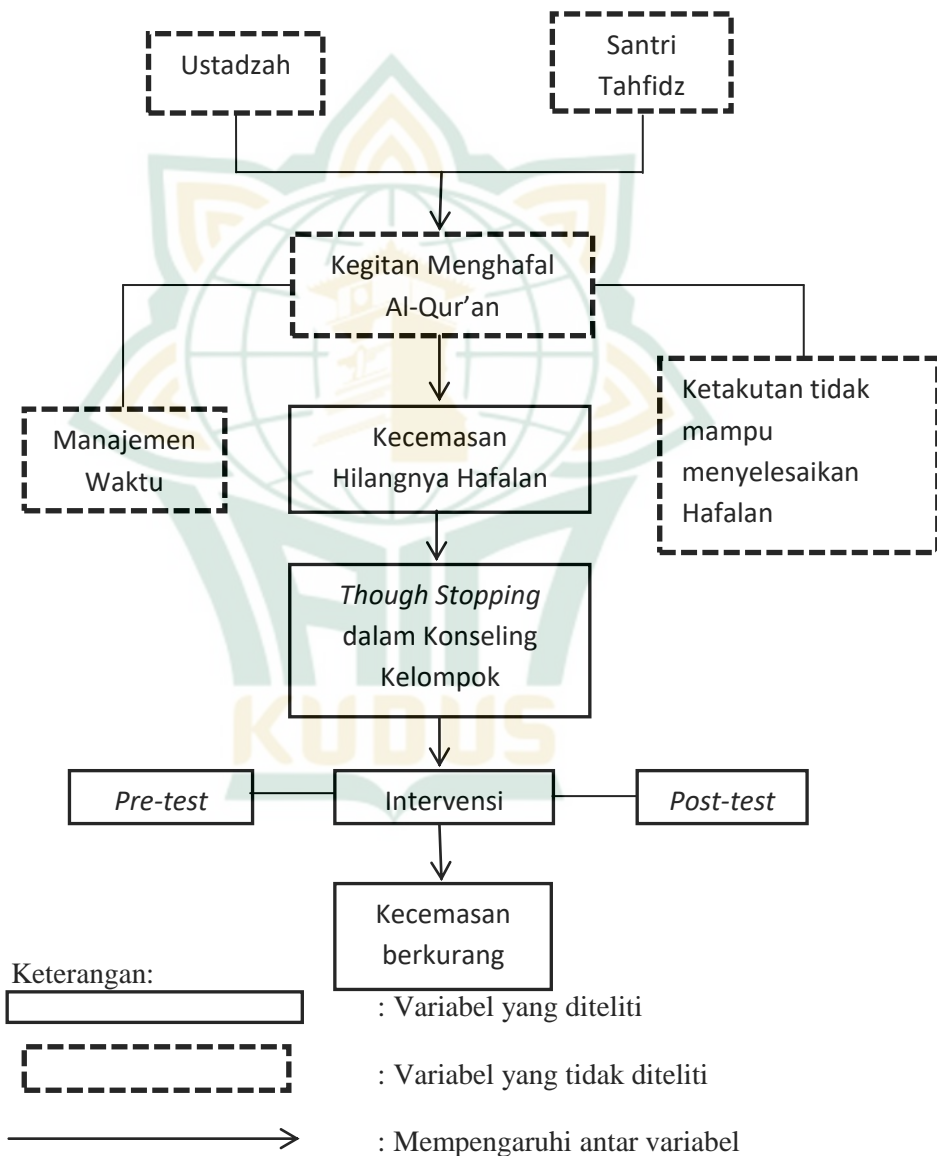 Ustadzah
Santri
Tahfidz
Kegitan Menghafal
Al-Qur’an
Manajemen
Waktu
Kecemasan
Hilangnya Hafalan
Ketakutan tidak
mampu
menyelesaikan
Hafalan
Though Stopping
dalam Konseling
Kelompok
KUDUS
Pre-test
Intervensi
Post-test
Kecemasan
berkurang
Keterangan:
: Variabel yang diteliti
: Variabel yang tidak diteliti
: Mempengaruhi antar variabel